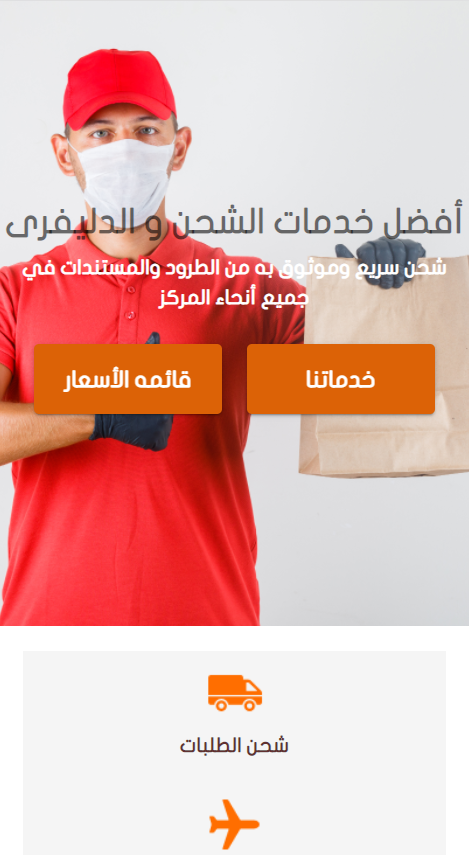 أفضل خدمات الشحن و الدليفرى
شحن سريع وموثوق به من الطرود والمستندات في
جميع أنحاء المركز
خدماتنا
قائمه الأسعار
شحن الطلبات